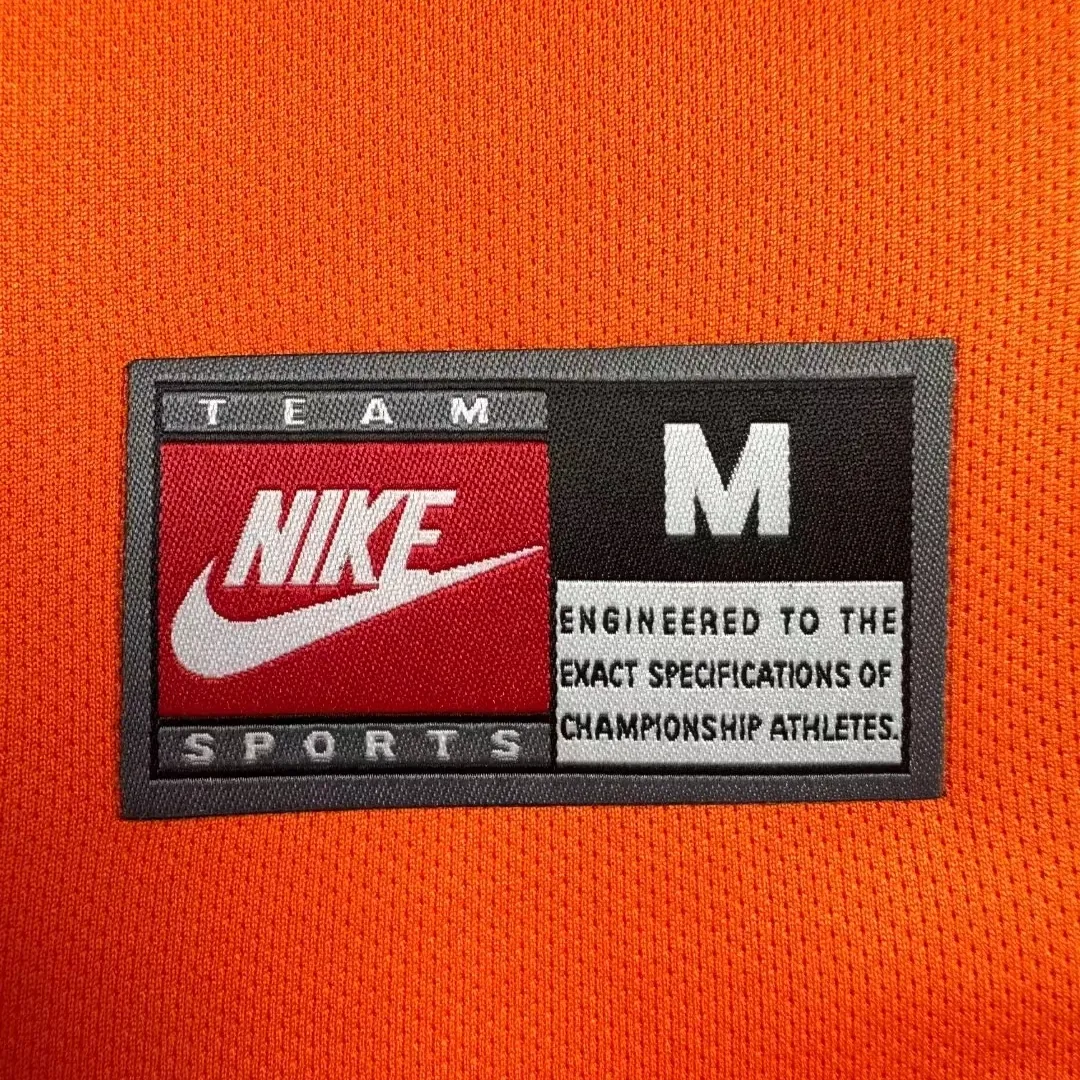 TEAM
NIKE
SPORTS
M
ENGINEERED TO THE
EXACT SPECIFICATIONS OF
CHAMPIONSHIP ATHLETES.